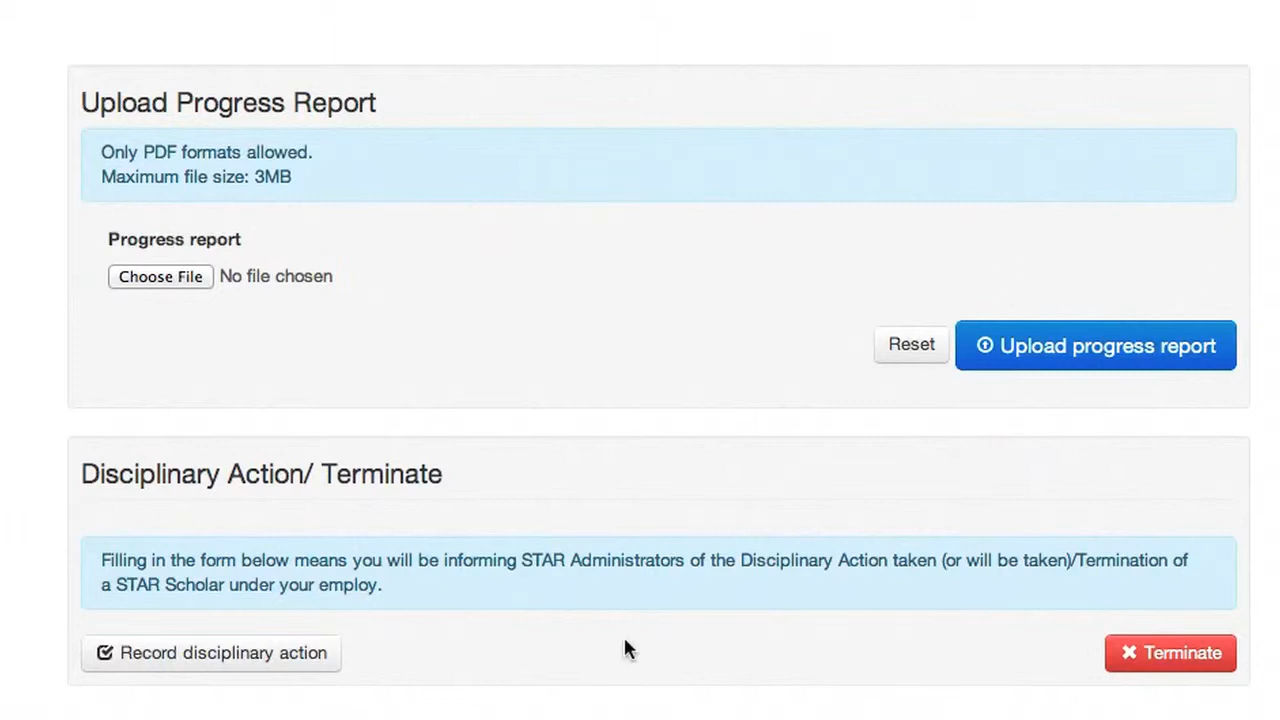 Upload Progress Report
Only PDF formats allowed.
Maximum file size: 3MB
Progress report
Choose File No file chosen
Reset Upload progress report
Disciplinary Action/ Terminate
Filling in the form below means you will be informing STAR Administrators of the Disciplinary Action taken (or will be taken)/Termination of
a STAR Scholar under your employ.
Record disciplinary action Terminate